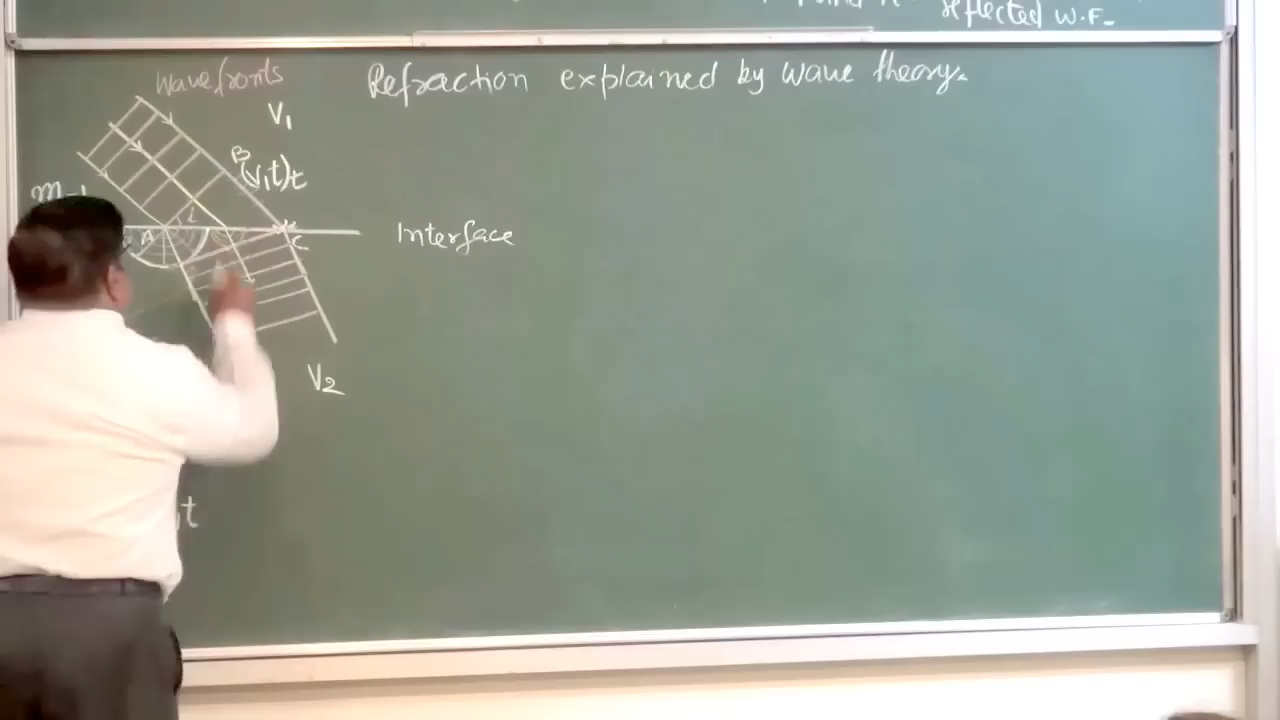 reflected W.F.
Wavefronts
Refraction explained by wave theory.
V1
B
(V1t)t
i
A
C
Interface
V2
t